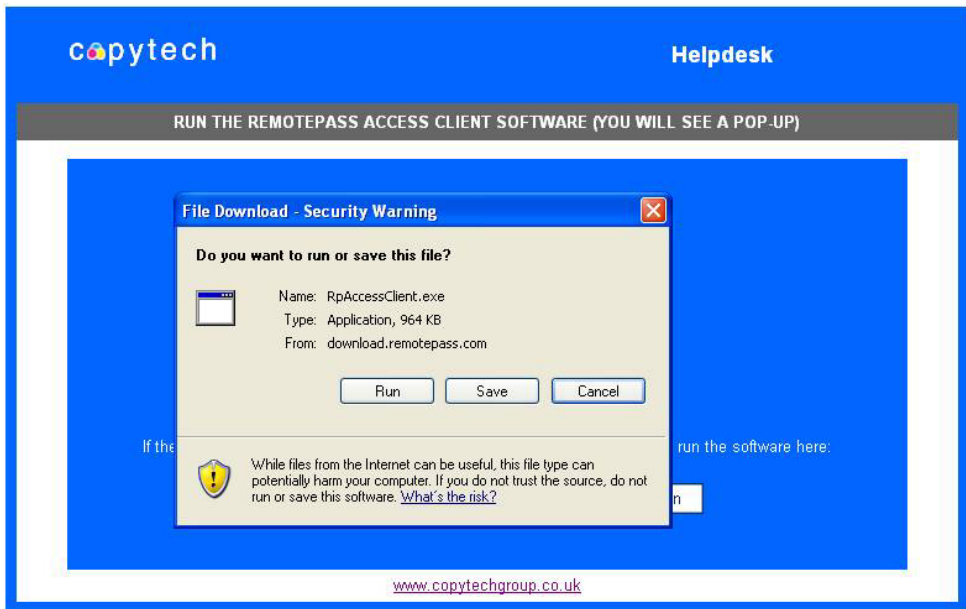 copytech
Helpdesk
RUN THE REMOTEPASS ACCESS CLIENT SOFTWARE (YOU WILL SEE A POP-UP)
File Download - Security Warning
Do you want to run or save this file?
Name: RpAccessClient.exe
Type: Application, 964 KB
From: download.remotepass.com
Run Save Cancel
If the
run the software here:
While files from the Internet can be useful, this file type can
potentially harm your computer. If you do not trust the source, do not
run or save this software. What's the risk?
n
www.copytechgroup.co.uk